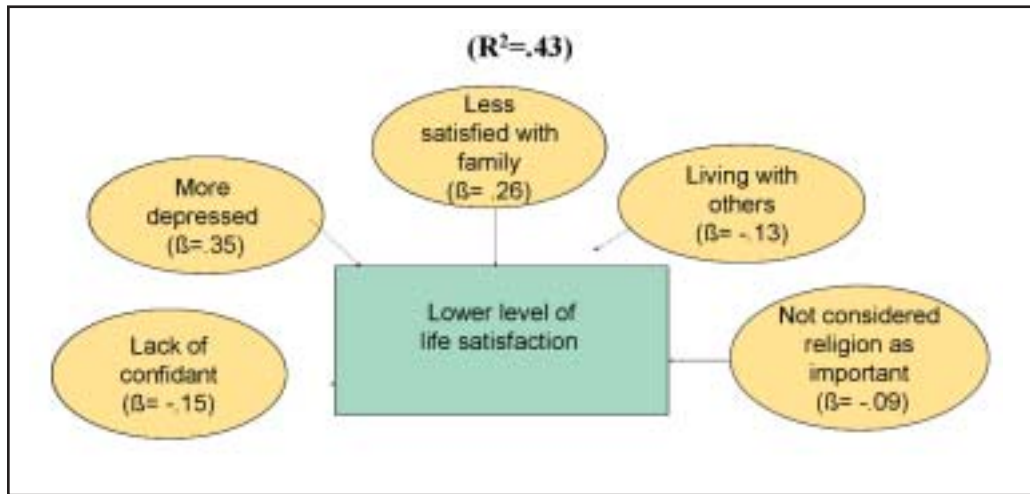 (R²=.43)
Less
satisfied with
family
(ß= .26)
More
depressed
(ß=.35)
Living with
others
(ß= -.13)
Lower level of
life satisfaction
Lack of
confidant
(ß= -.15)
Not considered
religion as
important
(ß= -.09)